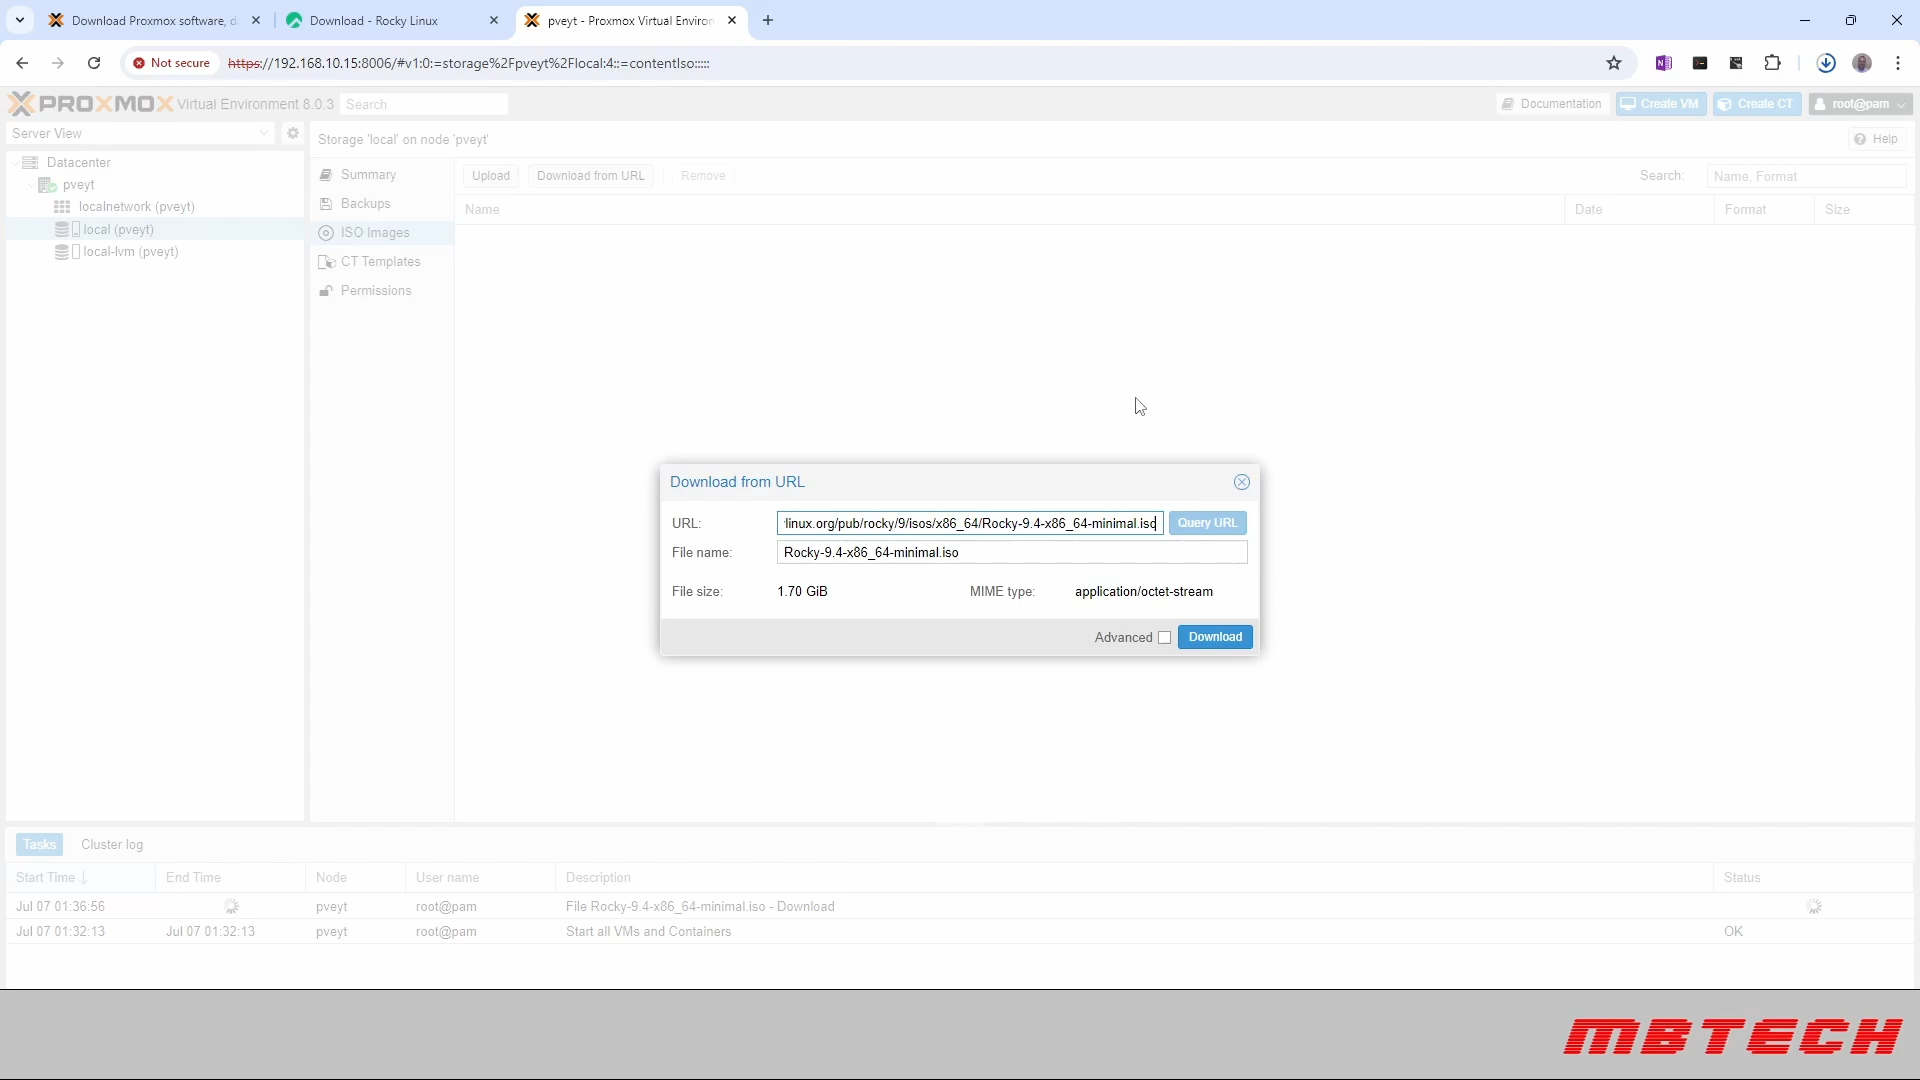 Download Proxmox software, d
Download - Rocky Linux
pveyt - Proxmox Virtual Environ
Not secure
https://192.168.10.15:8006/#v1:0:=storage%2Fpveyt%2Flocal:4::=contentIso:::::
PROXMOX Virtual Environment 8.0.3
Search
Documentation
Create VM
Create CT
root@pam
Server View
Storage 'local' on node 'pveyt'
Help
Datacenter
pveyt
localnetwork (pveyt)
local (pveyt)
local-lvm (pveyt)
Summary
Backups
ISO Images
CT Templates
Permissions
Upload
Download from URL
Remove
Search:
Name, Format
Name
Date
Format
Size
Download from URL
URL:
linux.org/pub/rocky/9/isos/x86_64/Rocky-9.4-x86_64-minimal.iso
Query URL
File name:
Rocky-9.4-x86_64-minimal.iso
File size:
1.70 GiB
MIME type:
application/octet-stream
Advanced
Download
Tasks
Cluster log
Start Time
End Time
Node
User name
Description
Status
Jul 07 01:36:56
pveyt
root@pam
File Rocky-9.4-x86_64-minimal.iso - Download
Jul 07 01:32:13
Jul 07 01:32:13
pveyt
root@pam
Start all VMs and Containers
OK
MBTECH